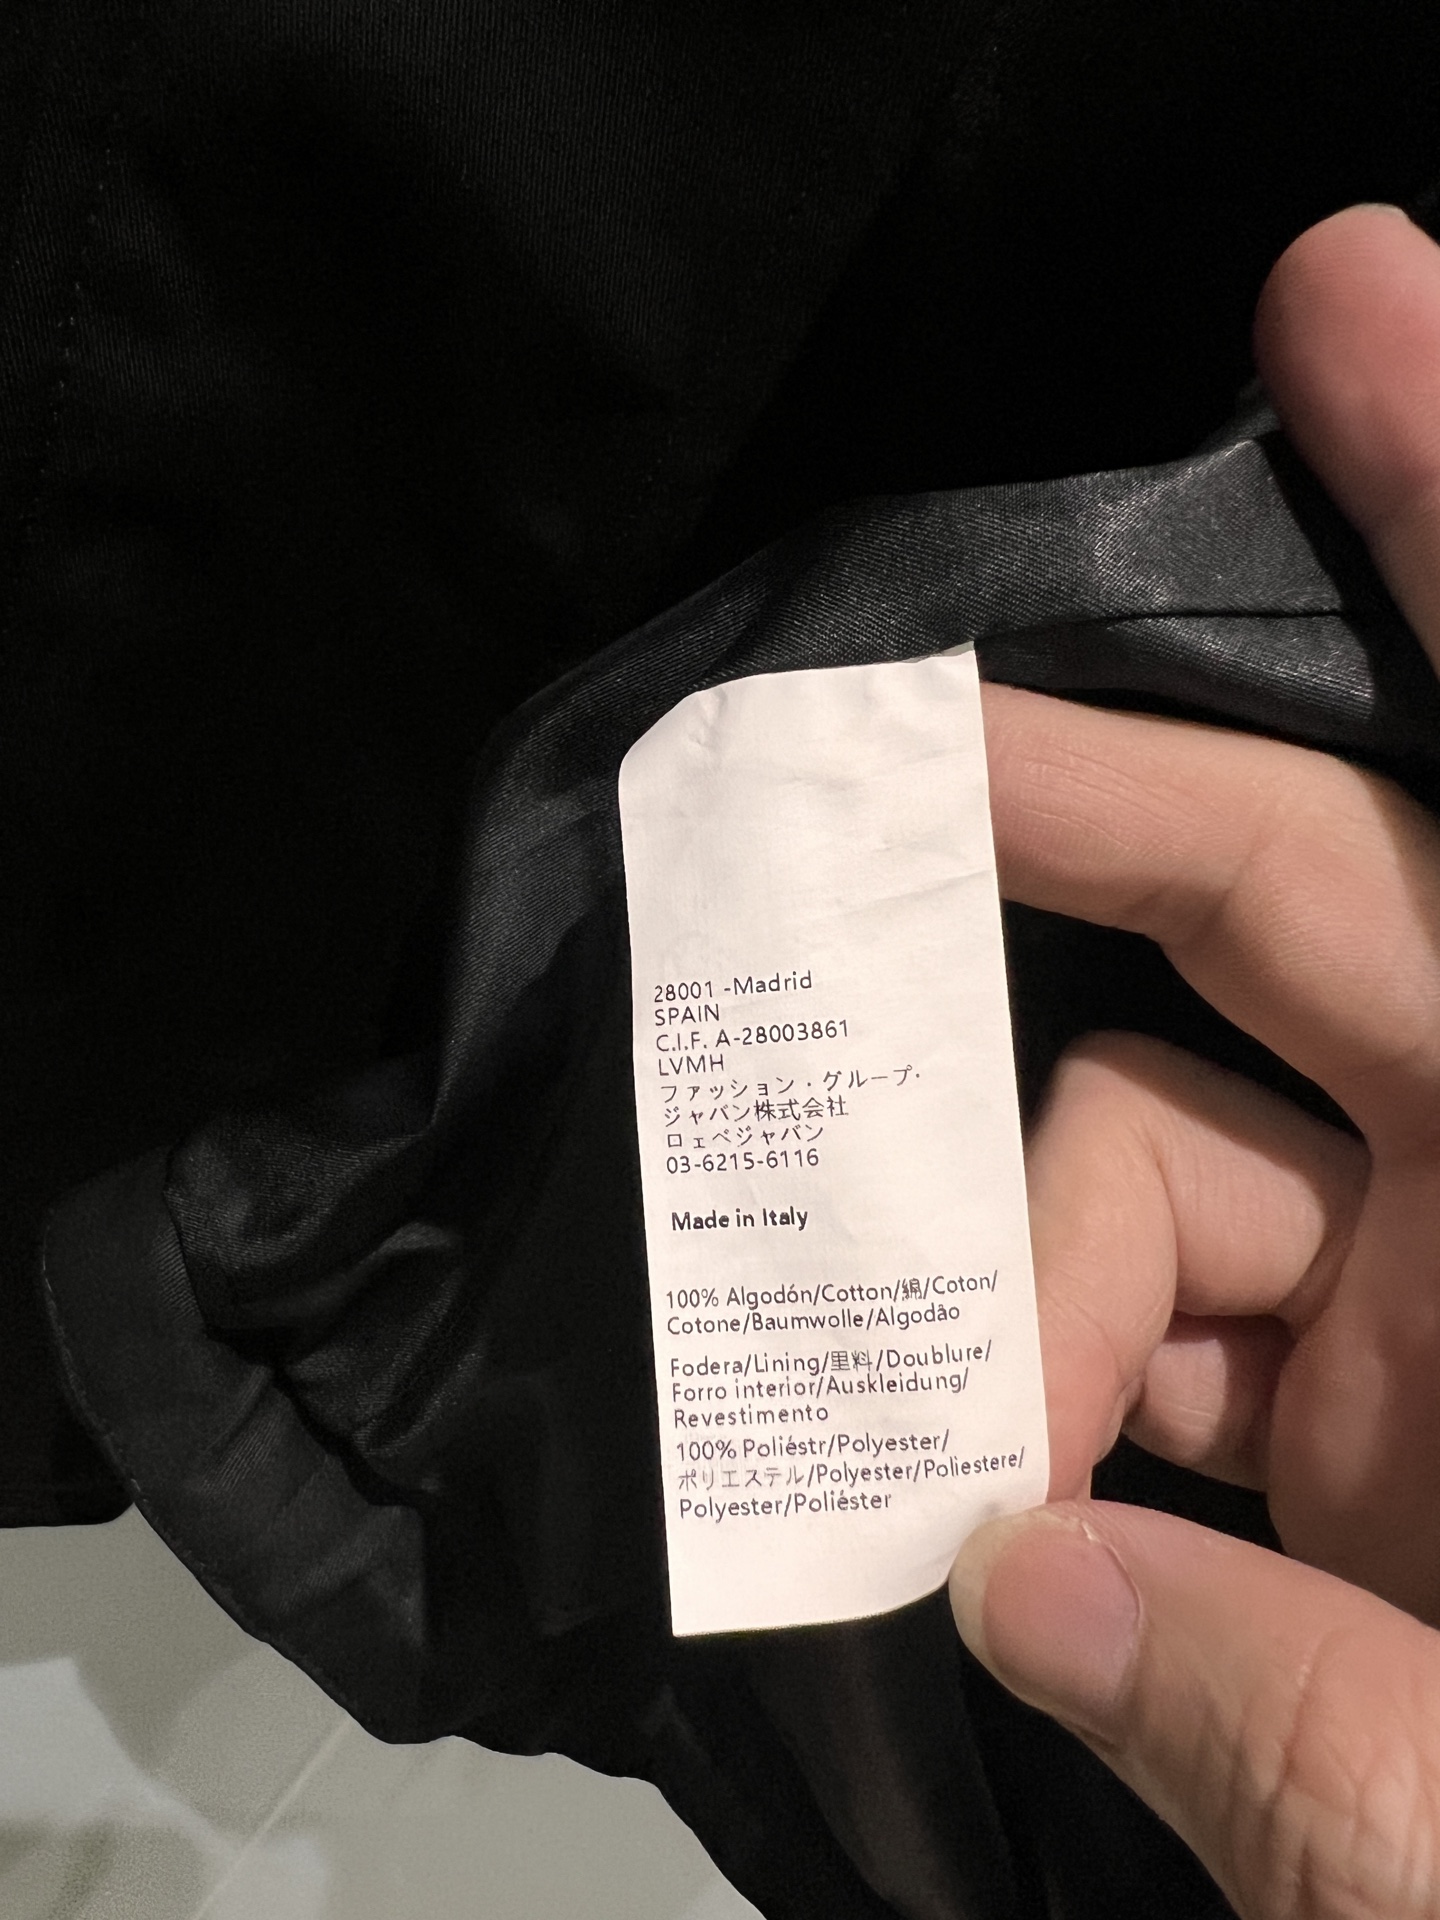 28001 -Madrid
SPAIN
C.I.F. A-28003861
LVMH
ファッション・グループ・
ジャパン株式会社
ロエベジャパン
03-6215-6116
Made in Italy
100% Algodón/Cotton/綿/Coton/
Cotone/Baumwolle/Algodâo
Fodera/Lining/里料/Doublure/
Forro interior/Auskleidung/
Revestimento
100% Poliéstr/Polyester/
ポリエステル/Polyester/Poliestere/
Polyester/Poliéster